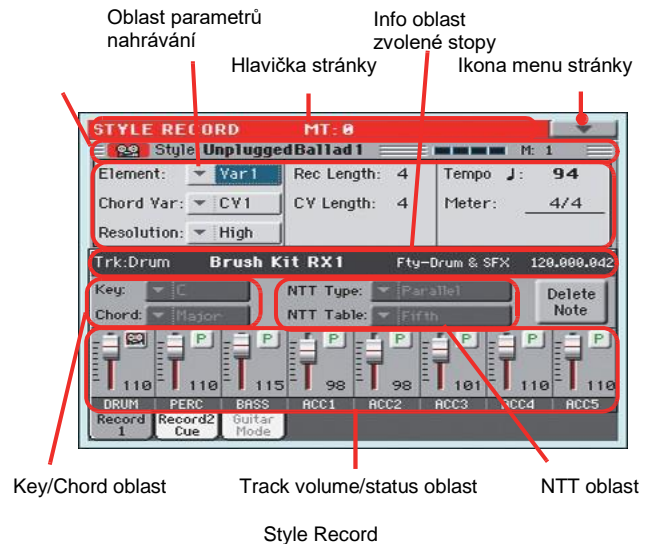 Oblast parametrů
nahrávání
Info oblast
zvolené stopy
Hlavička stránky
Ikona menu stránky
STYLE RECORD MT: 0
Style UnpluggedBallad1 M: 1
Element: Var1 Rec Length: 4 Tempo ♩: 94
Chord Var: CV1 CV Length: 4 Meter: 4/4
Resolution: High
Trk:Drum Brush Kit RX1 Fty-Drum & SFX 120.000.042
Key: C NTT Type: Parallel Delete
Note
Chord: Major NTT Table: Fifth
P P P P P P P
110 110 115 98 98 101 110 110
DRUM PERC BASS ACC1 ACC2 ACC3 ACC4 ACC5
Record
1
Record2
Cue
Guitar
Mode
Key/Chord oblast
Track volume/status oblast
NTT oblast
Style Record